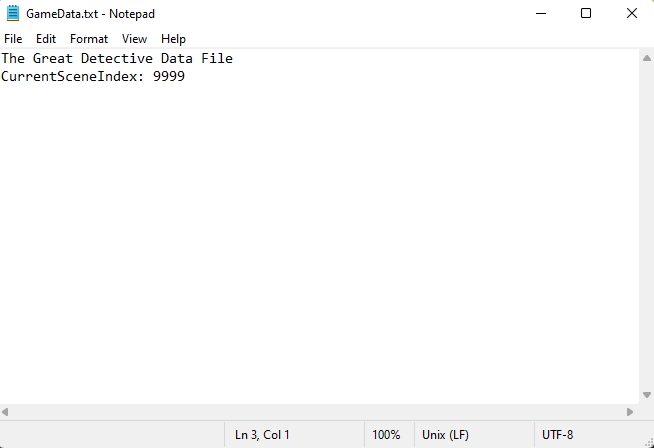 GameData.txt - Notepad
File Edit Format View Help
The Great Detective Data File
CurrentSceneIndex: 9999
Ln 3, Col 1 100% Unix (LF) UTF-8